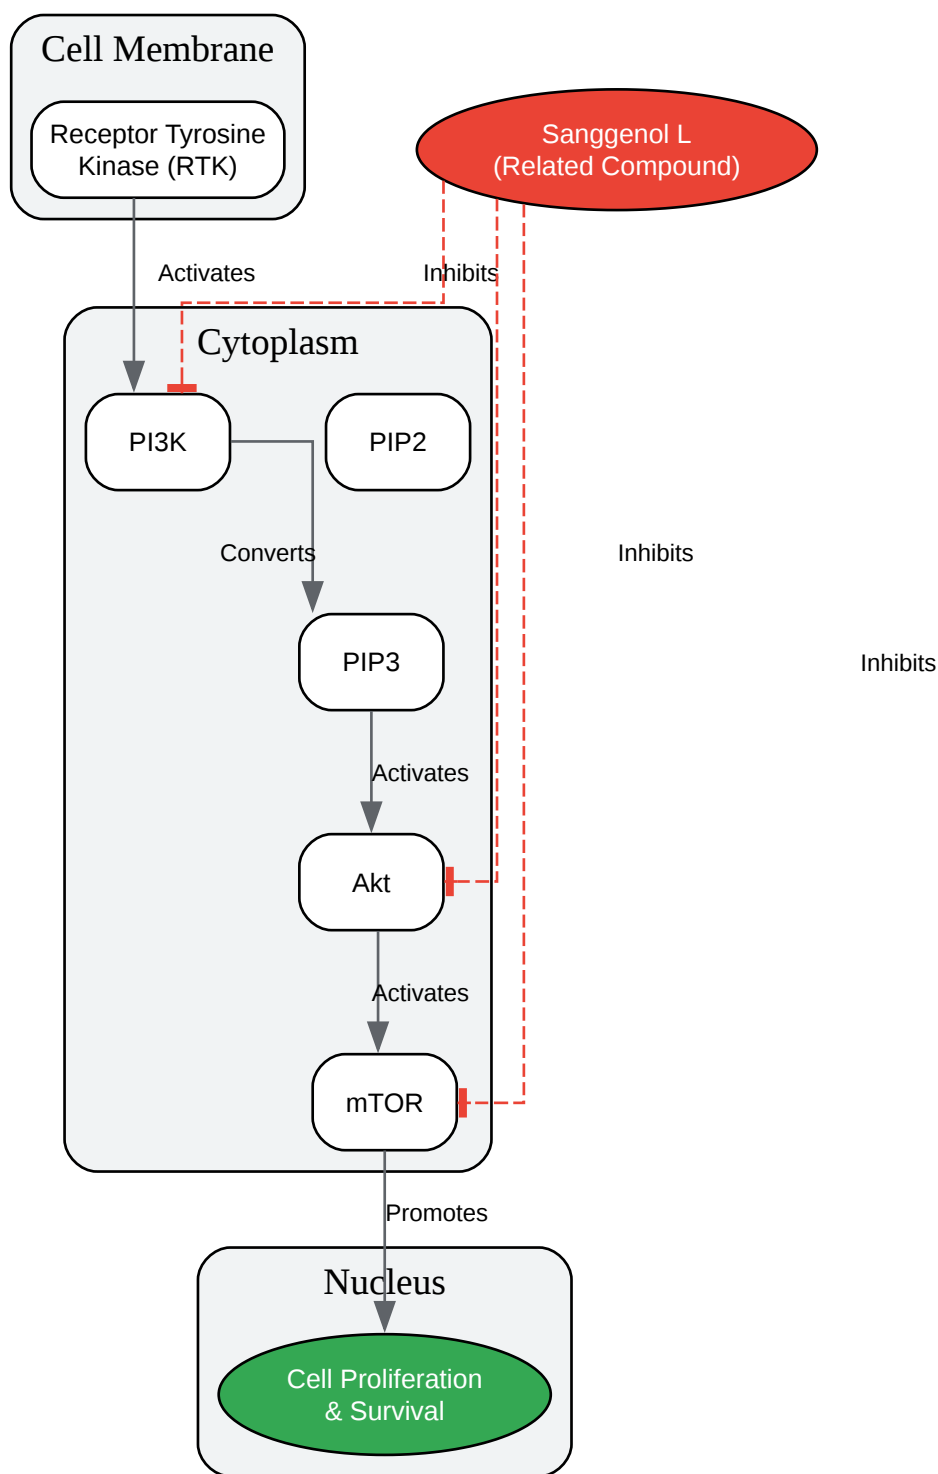 Cell Membrane
Receptor Tyrosine
Kinase (RTK)
Sanggenol L
(Related Compound)
Activates
Inhibits
Cytoplasm
PI3K
PIP2
Converts
Inhibits
PIP3
Inhibits
Activates
Akt
Activates
mTOR
Promotes
Nucleus
Cell Proliferation
& Survival